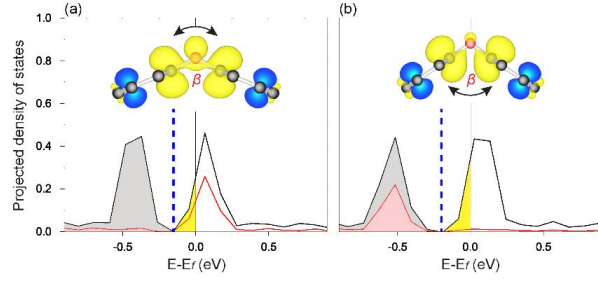 (a)
(b)
β
β
Projected density of states
1.0
0.8
0.6
0.4
0.2
0.0
-0.5
0.0
0.5
-0.5
0.0
0.5
E-Ef (eV)
E-Ef (eV)